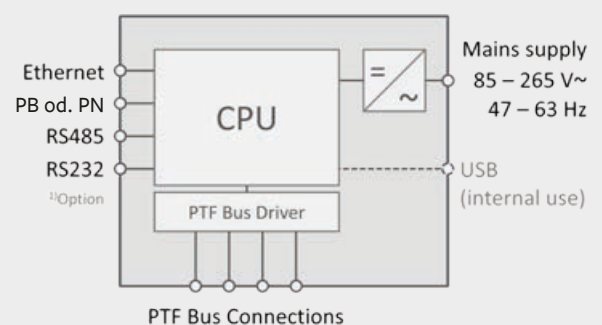 Ethernet
PB od. PN
RS485
RS232
¹⁾Option
CPU
PTF Bus Driver
=
~
Mains supply
85 – 265 V~
47 – 63 Hz
USB
(internal use)
PTF Bus Connections